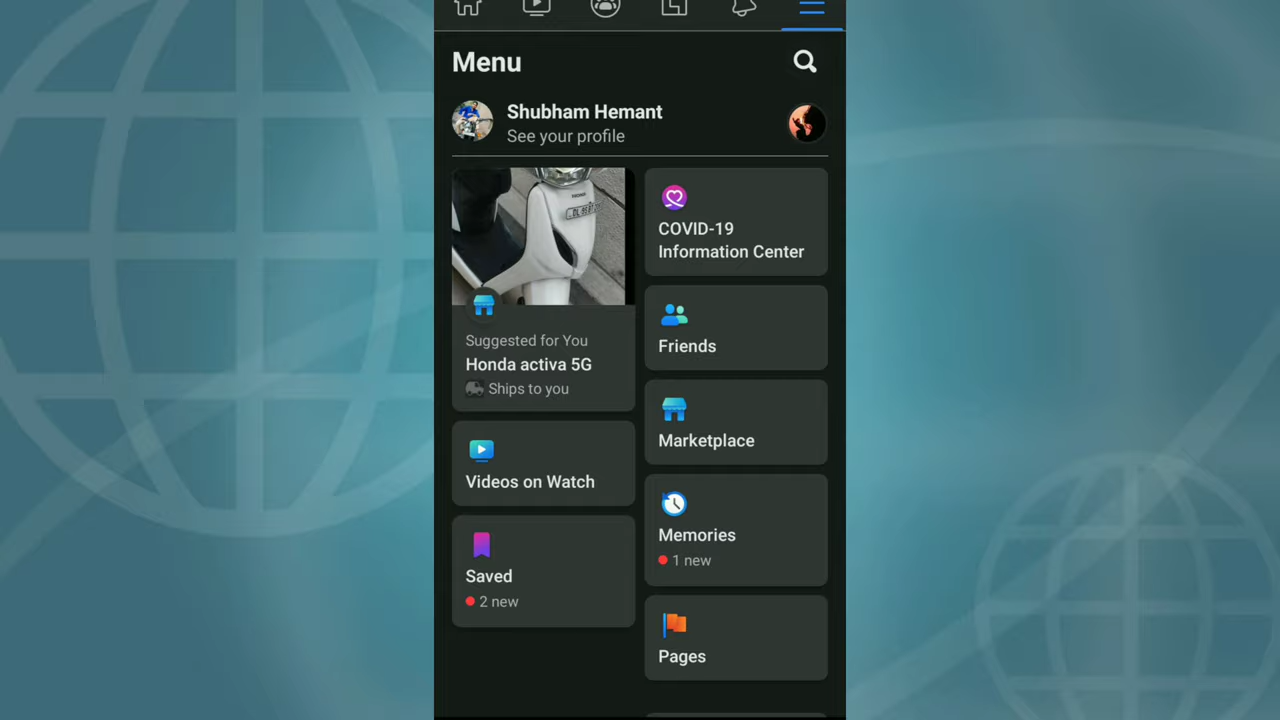 Menu
Shubham Hemant
See your profile
Suggested for You
Honda activa 5G
Ships to you
Videos on Watch
Saved
2 new
COVID-19
Information Center
Friends
Marketplace
Memories
1 new
Pages